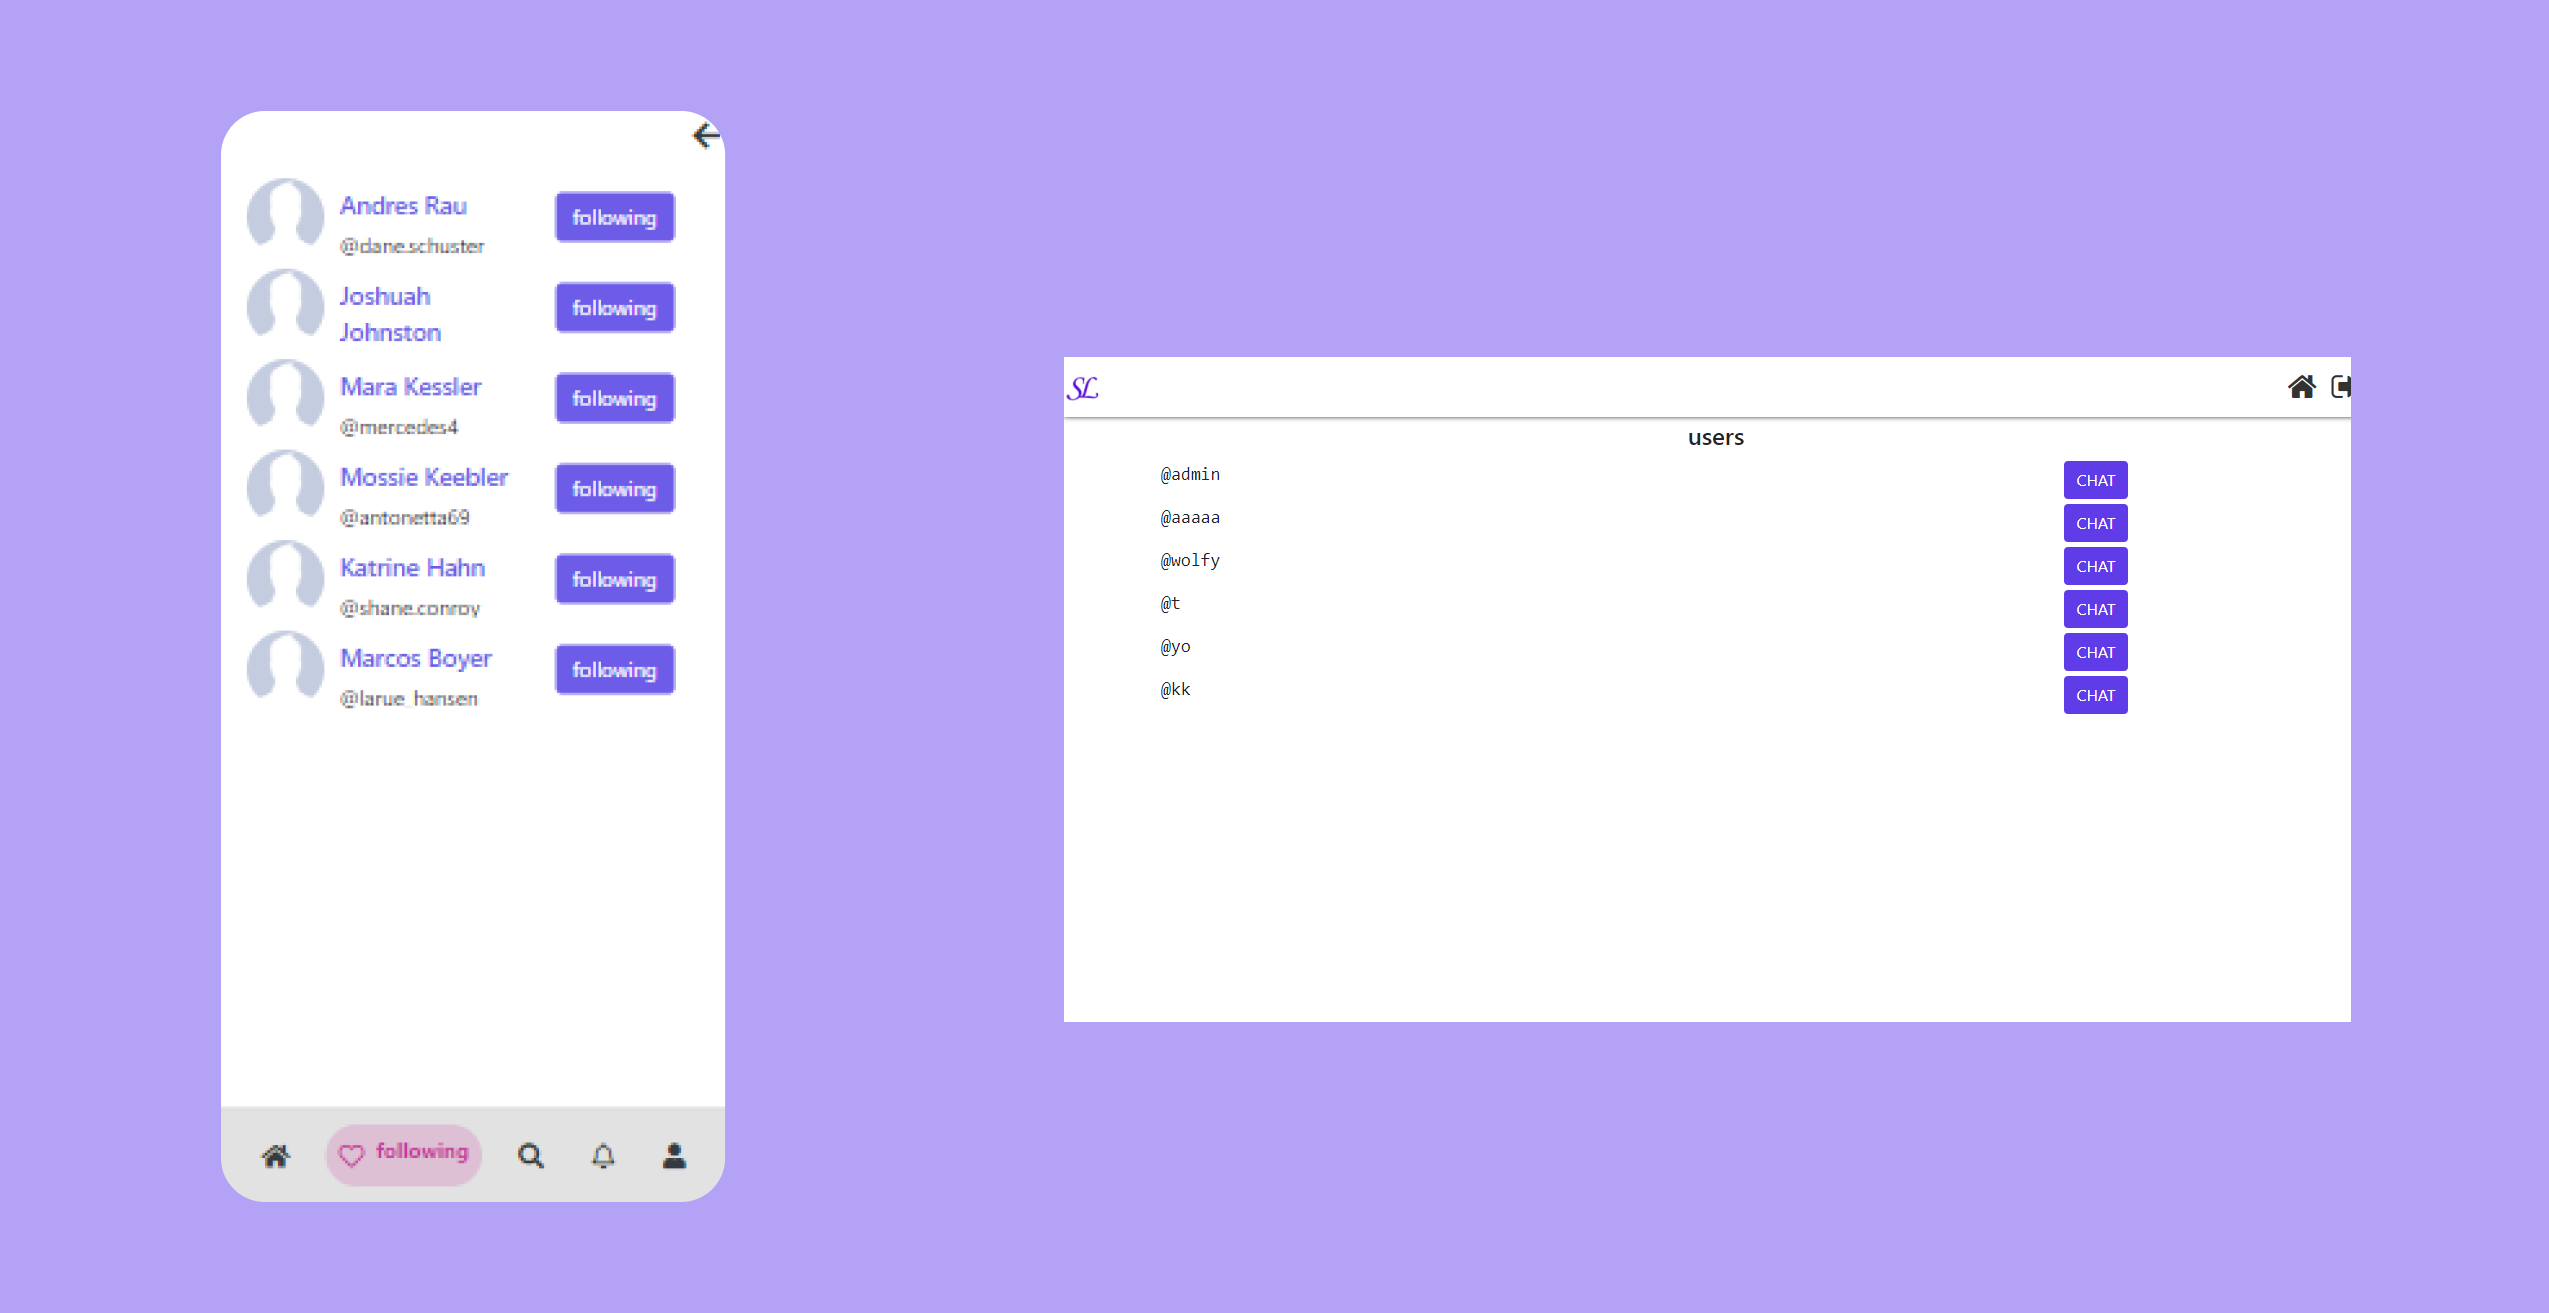 Andres Rau
following
@dane.schuster
Joshuah
Johnston
following
Mara Kessler
following
@mercedes4
Mossie Keebler
following
@antonetta69
Katrine Hahn
following
@shane.conroy
Marcos Boyer
following
@larue_hansen
following
SL
users
@admin
CHAT
@aaaaa
CHAT
@wolfy
CHAT
@t
CHAT
@yo
CHAT
@kk
CHAT